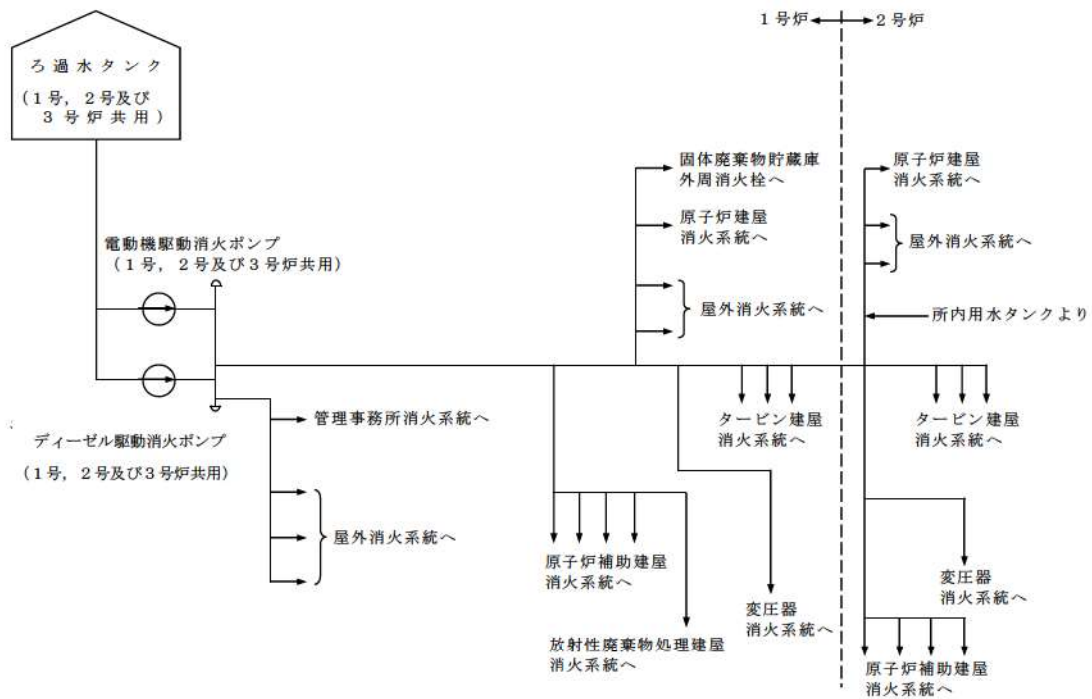 1号炉
2号炉
ろ過水タンク
(1号,2号及び
3号炉共用)
電動機駆動消火ポンプ
(1号,2号及び3号炉共用)
ディーゼル駆動消火ポンプ
(1号,2号及び3号炉共用)
管理事務所消火系統へ
屋外消火系統へ
固体廃棄物貯蔵庫
外周消火栓へ
原子炉建屋
消火系統へ
屋外消火系統へ
原子炉補助建屋
消火系統へ
放射性廃棄物処理建屋
消火系統へ
変圧器
消火系統へ
タービン建屋
消火系統へ
原子炉建屋
消火系統へ
屋外消火系統へ
所内用水タンクより
タービン建屋
消火系統へ
変圧器
消火系統へ
原子炉補助建屋
消火系統へ